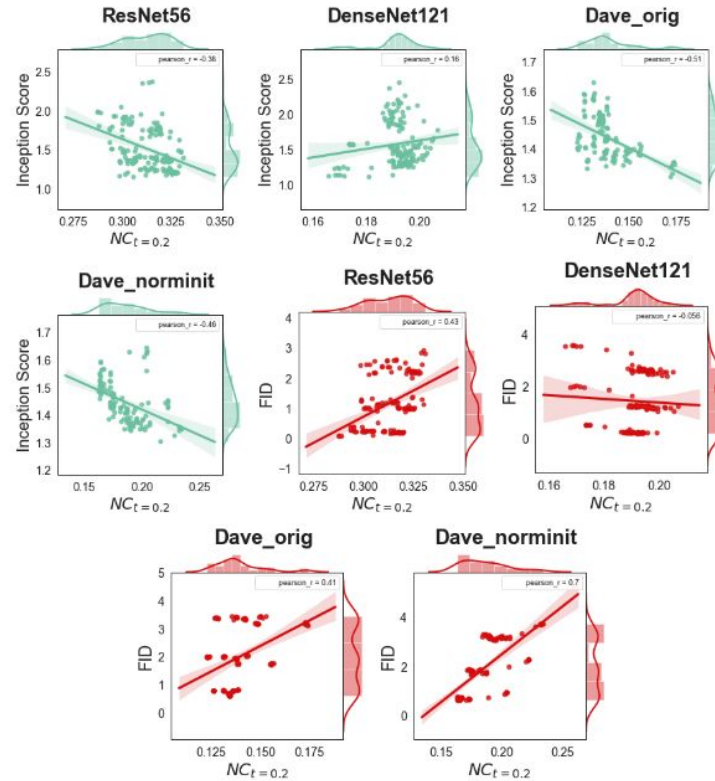 ResNet56
DenseNet121
Dave_orig
pearson_r = -0.38
pearson_r = 0.16
pearson_r = -0.51
Inception Score
2.5
2.0
1.5
1.0
0.275 0.300 0.325 0.350
NCt = 0.2
Inception Score
2.5
2.0
1.5
1.0
0.16 0.18 0.20
NCt = 0.2
Inception Score
1.7
1.6
1.5
1.4
1.3
1.2
0.125 0.150 0.175
NCt = 0.2
Dave_norminit
ResNet56
DenseNet121
pearson_r = -0.46
pearson_r = 0.43
pearson_r = -0.056
Inception Score
1.7
1.6
1.5
1.4
1.3
1.2
0.15 0.20 0.25
NCt = 0.2
FID
4
3
2
1
0
−1
0.275 0.300 0.325 0.350
NCt = 0.2
FID
4
2
0
0.16 0.18 0.20
NCt = 0.2
Dave_orig
Dave_norminit
pearson_r = 0.41
pearson_r = 0.7
FID
5
4
3
2
1
0
0.125 0.150 0.175
NCt = 0.2
FID
4
2
0
0.15 0.20 0.25
NCt = 0.2